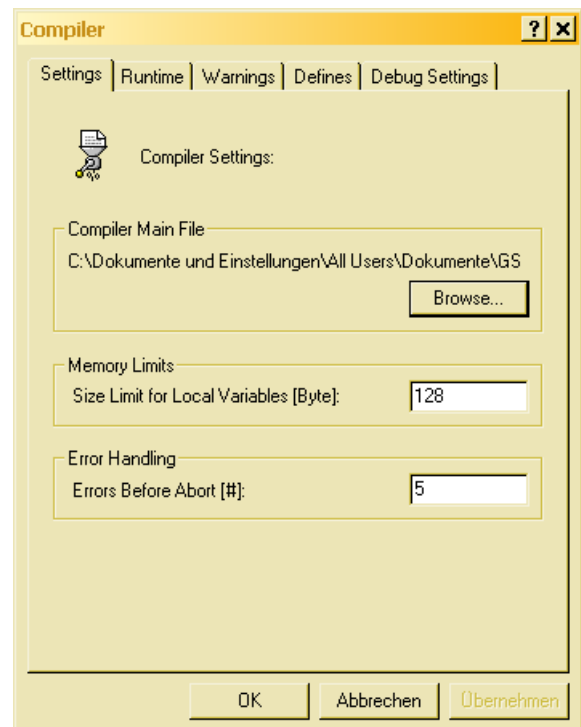 Compiler
Settings Runtime Warnings Defines Debug Settings
Compiler Settings:
Compiler Main File
C:\Dokumente und Einstellungen\All Users\Dokumente\GS
Browse...
Memory Limits
Size Limit for Local Variables [Byte]: 128
Error Handling
Errors Before Abort [#]: 5
OK Abbrechen Übernehmen